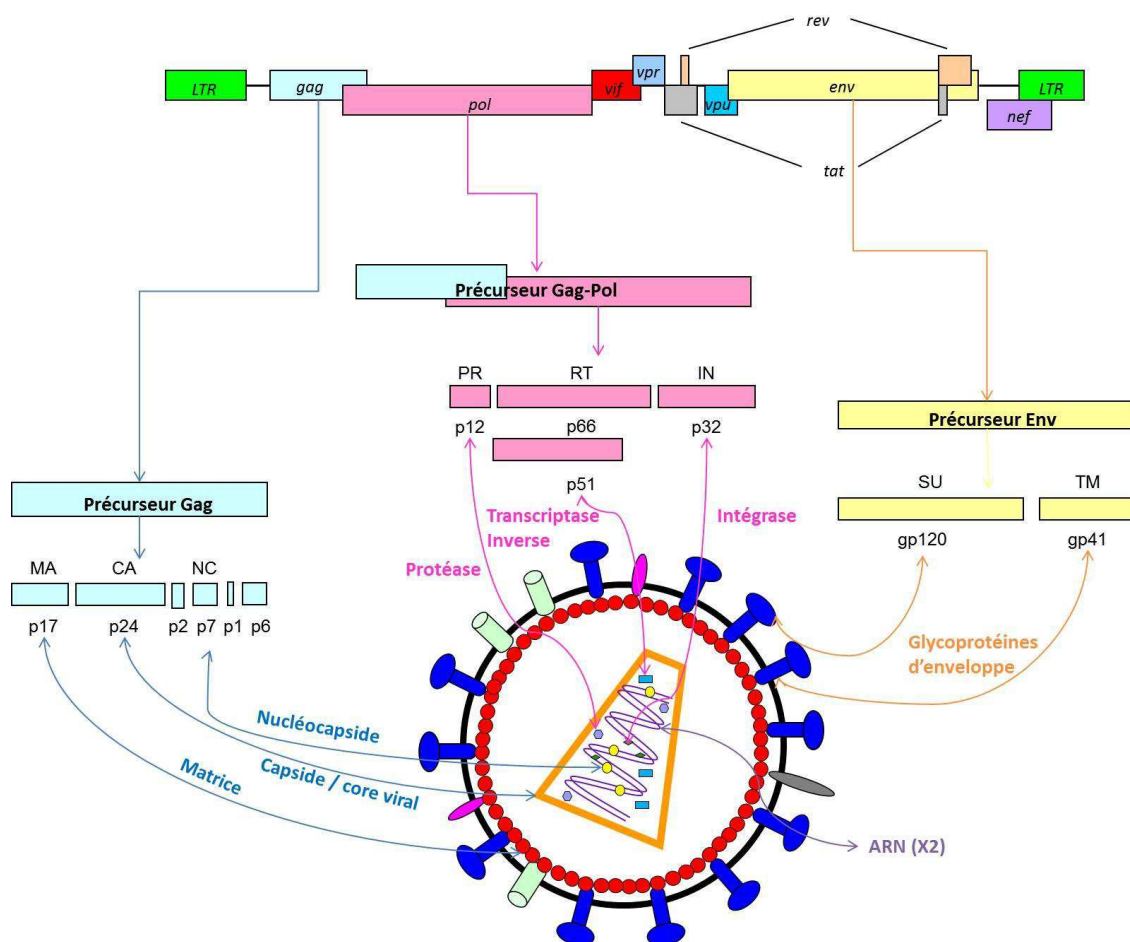 rev
LTR
gag
pol
vif
vpr
vpu
env
LTR
nef
tat
Précurseur Gag-Pol
PR
RT
IN
p12
p66
p32
p51
Précurseur Env
SU
TM
gp120
gp41
Précurseur Gag
MA
CA
NC
p17
p24
p2
p7
p1
p6
Transcriptase
Inverse
Intégrase
Protéase
Glycoprotéines
d'enveloppe
Nucléocapside
Capside / core viral
Matrice
ARN (X2)